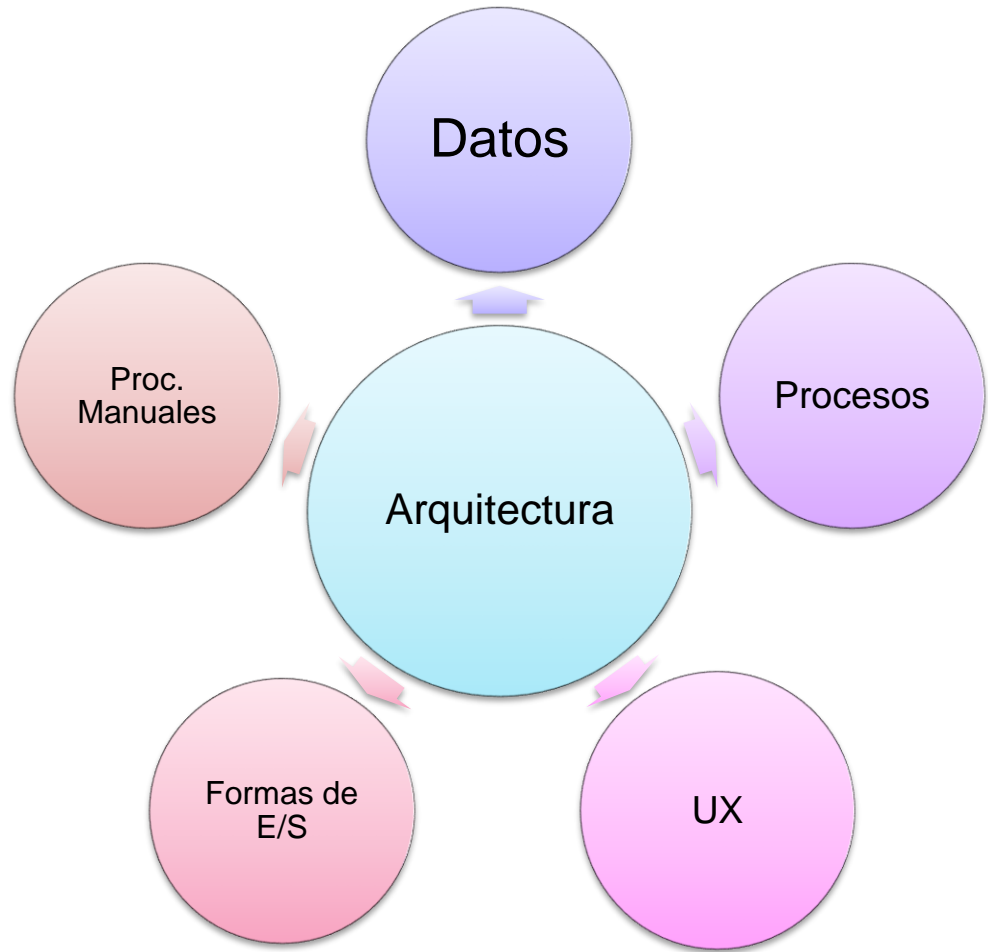 Datos
Proc.
Manuales
Procesos
Arquitectura
Formas de
E/S
UX